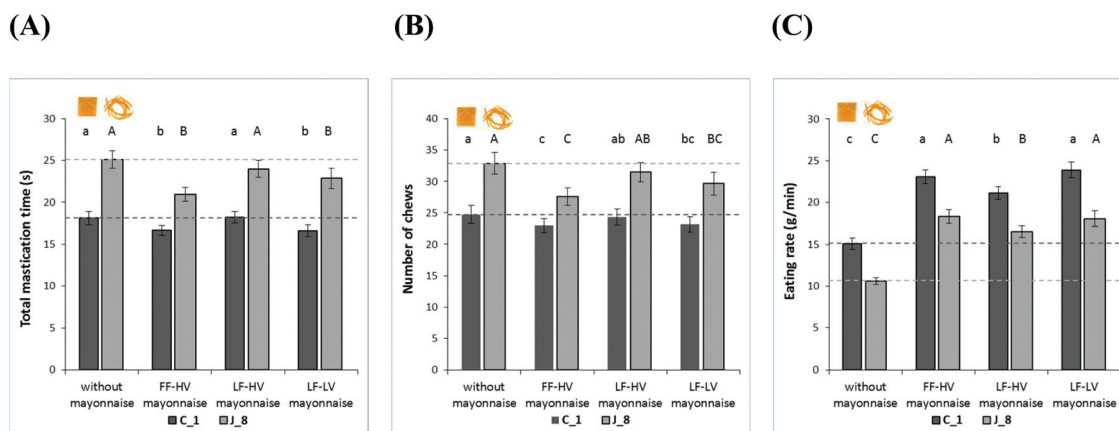 (A)
(B)
(C)
Total mastication time (s)
30
25
20
15
10
5
0
a A b B a A b B
without mayonnaise
FF-HV mayonnaise
LF-HV mayonnaise
LF-LV mayonnaise
C_1 J_8
Number of chews
40
35
30
25
20
15
10
5
0
a A c C ab AB bc BC
without mayonnaise
FF-HV mayonnaise
LF-HV mayonnaise
LF-LV mayonnaise
C_1 J_8
Eating rate (g/min)
30
25
20
15
10
5
0
c C a A b B a A
without mayonnaise
FF-HV mayonnaise
LF-HV mayonnaise
LF-LV mayonnaise
C_1 J_8